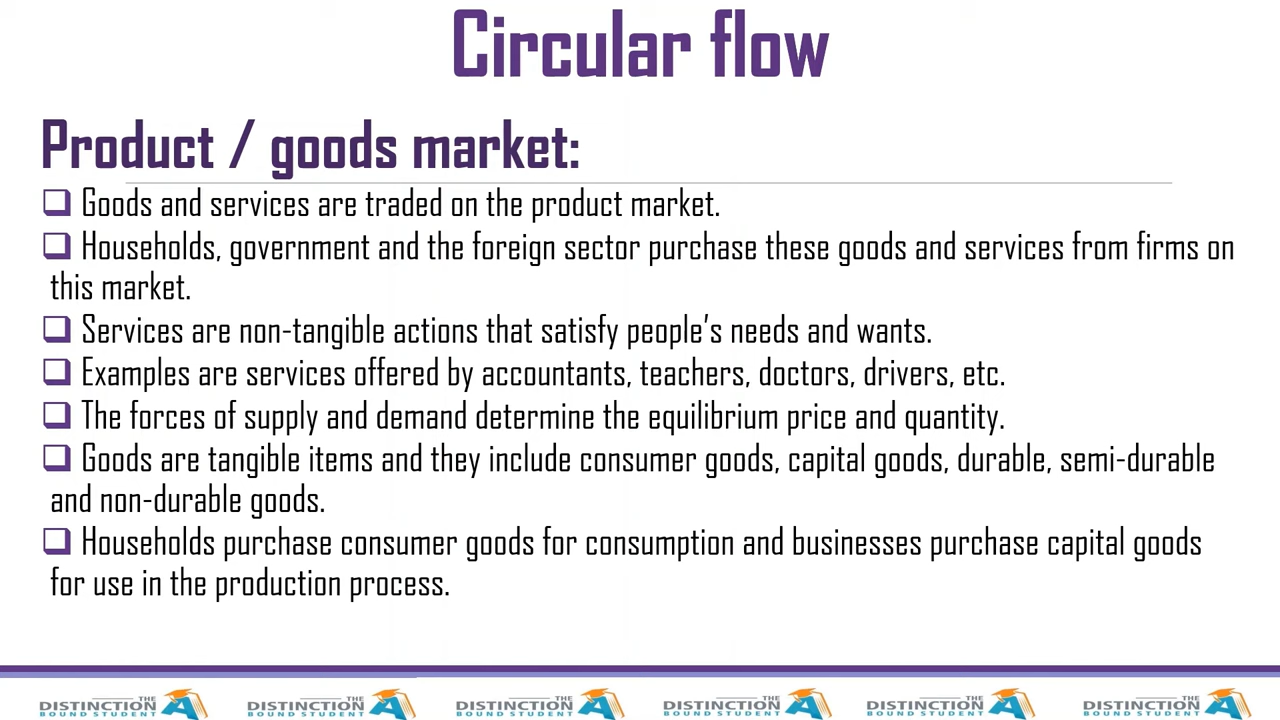 Circular flow
Product / goods market:
Goods and services are traded on the product market.
Households, government and the foreign sector purchase these goods and services from firms on
this market.
Services are non-tangible actions that satisfy people's needs and wants.
Examples are services offered by accountants, teachers, doctors, drivers, etc.
The forces of supply and demand determine the equilibrium price and quantity.
Goods are tangible items and they include consumer goods, capital goods, durable, semi-durable
and non-durable goods.
Households purchase consumer goods for consumption and businesses purchase capital goods
for use in the production process.
THE DISTINCTION BOUND STUDENT A
THE DISTINCTION BOUND STUDENT A
THE DISTINCTION BOUND STUDENT A
THE DISTINCTION BOUND STUDENT A
THE DISTINCTION BOUND STUDENT A
THE DISTINCTION BOUND STUDENT A